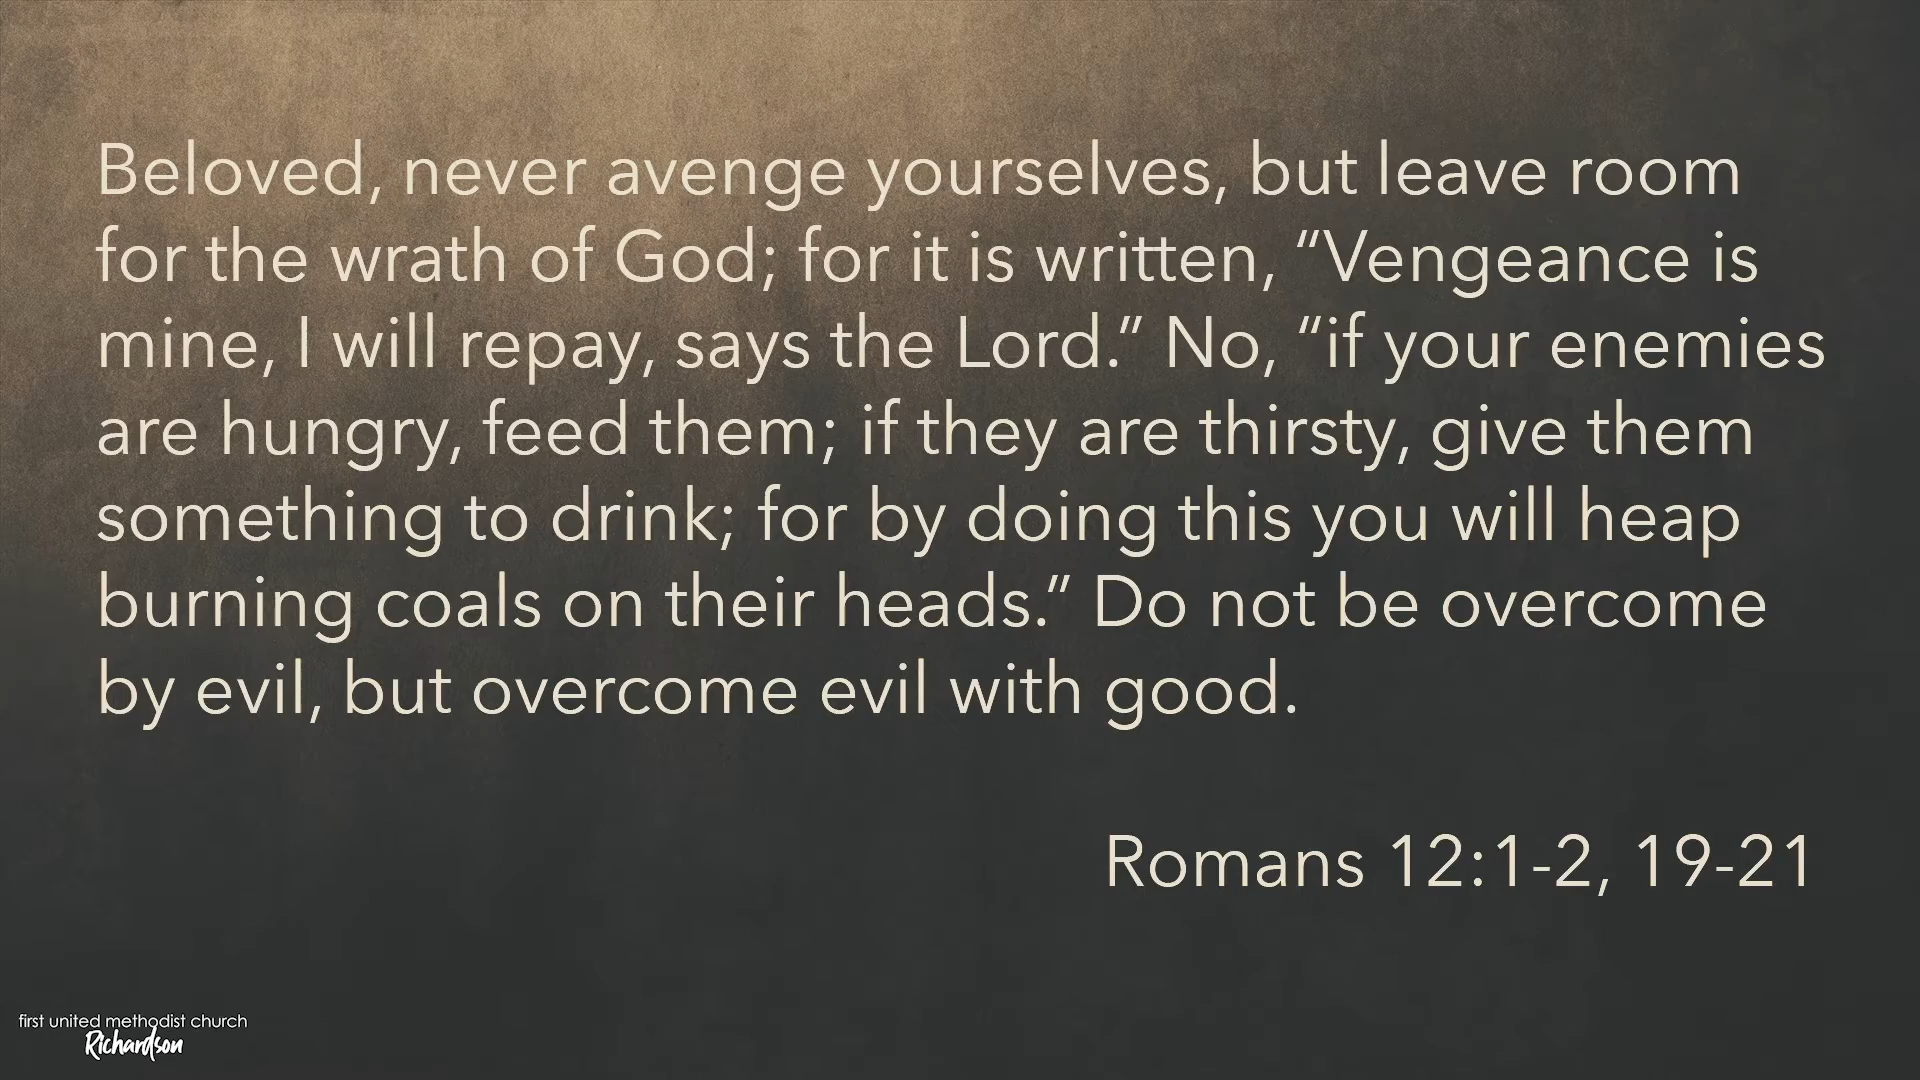 Beloved, never avenge yourselves, but leave room
for the wrath of God; for it is written, “Vengeance is
mine, I will repay, says the Lord.” No, “if your enemies
are hungry, feed them; if they are thirsty, give them
something to drink; for by doing this you will heap
burning coals on their heads.” Do not be overcome
by evil, but overcome evil with good.
Romans 12:1-2, 19-21
first united methodist church
Richardson